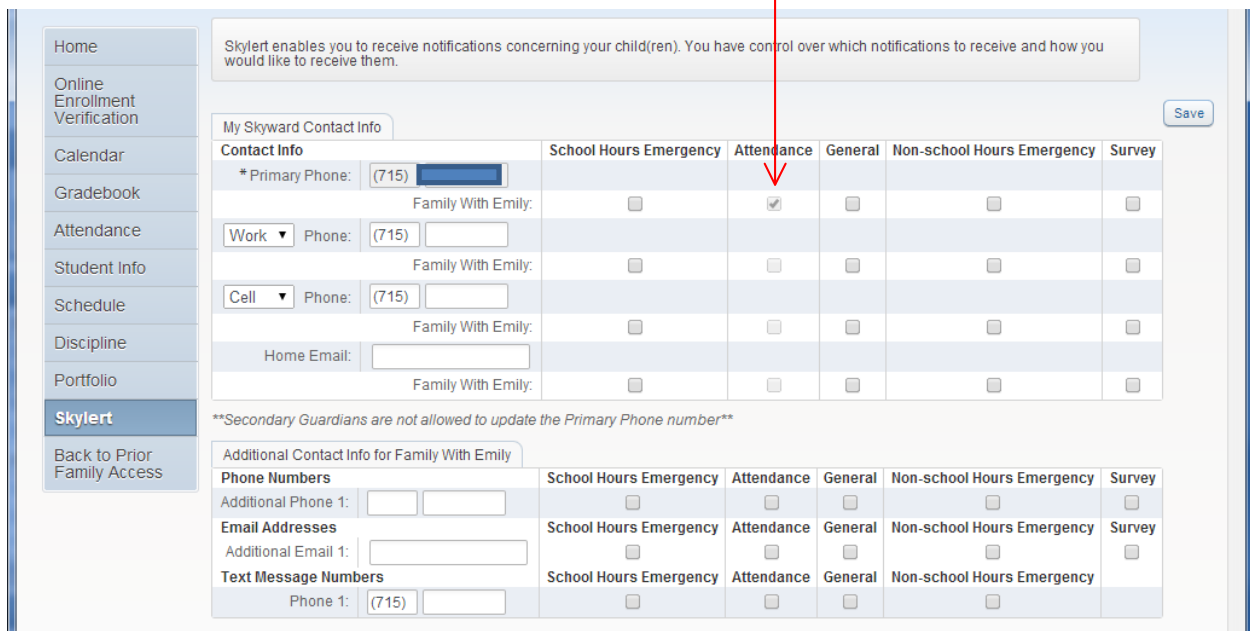 Home
Online
Enrollment
Verification
Calendar
Gradebook
Attendance
Student Info
Schedule
Discipline
Portfolio
Skylert
Back to Prior
Family Access
Skylert enables you to receive notifications concerning your child(ren). You have control over which notifications to receive and how you
would like to receive them.
Save
My Skyward Contact Info
Contact Info School Hours Emergency Attendance General Non-school Hours Emergency Survey
* Primary Phone: (715)
Family With Emily:
Work ▼ Phone: (715)
Family With Emily:
Cell ▼ Phone: (715)
Family With Emily:
Home Email:
Family With Emily:
**Secondary Guardians are not allowed to update the Primary Phone number**
Additional Contact Info for Family With Emily
Phone Numbers School Hours Emergency Attendance General Non-school Hours Emergency Survey
Additional Phone 1:
Email Addresses School Hours Emergency Attendance General Non-school Hours Emergency Survey
Additional Email 1:
Text Message Numbers School Hours Emergency Attendance General Non-school Hours Emergency
Phone 1: (715)